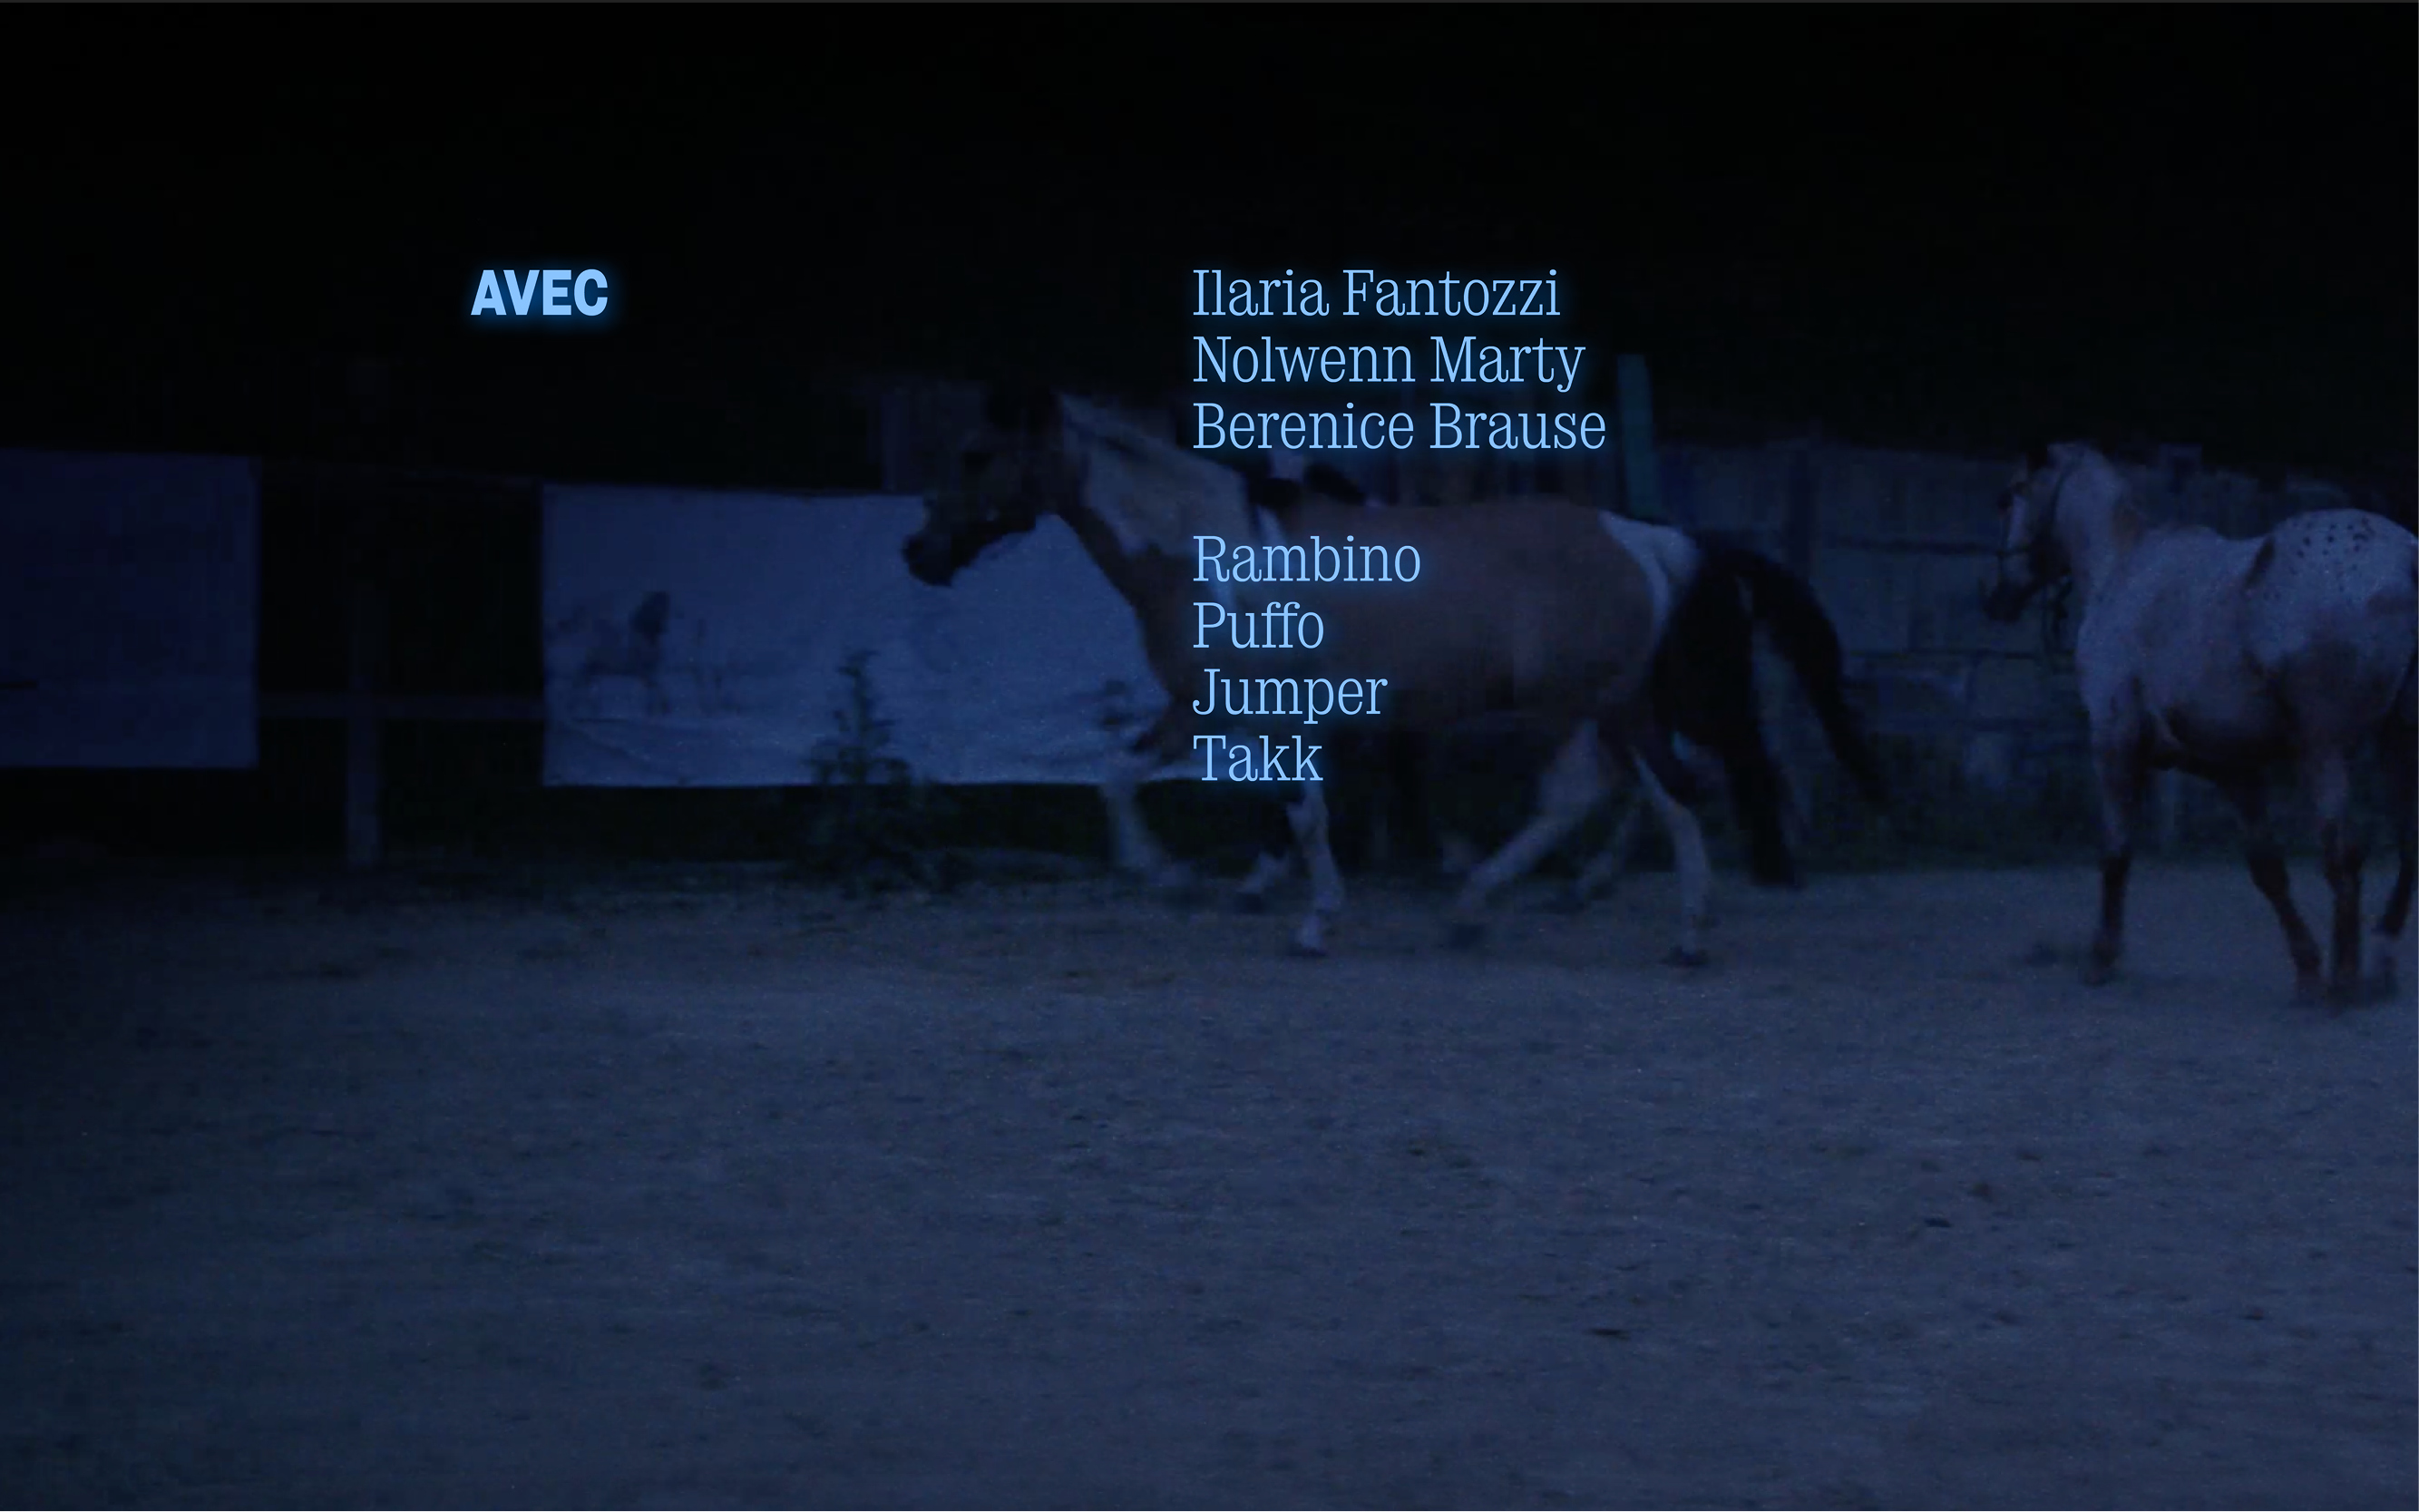 AVEC
Ilaria Fantozzi
Nolwenn Marty
Berenice Brause
Rambino
Puffo
Jumper
Takk